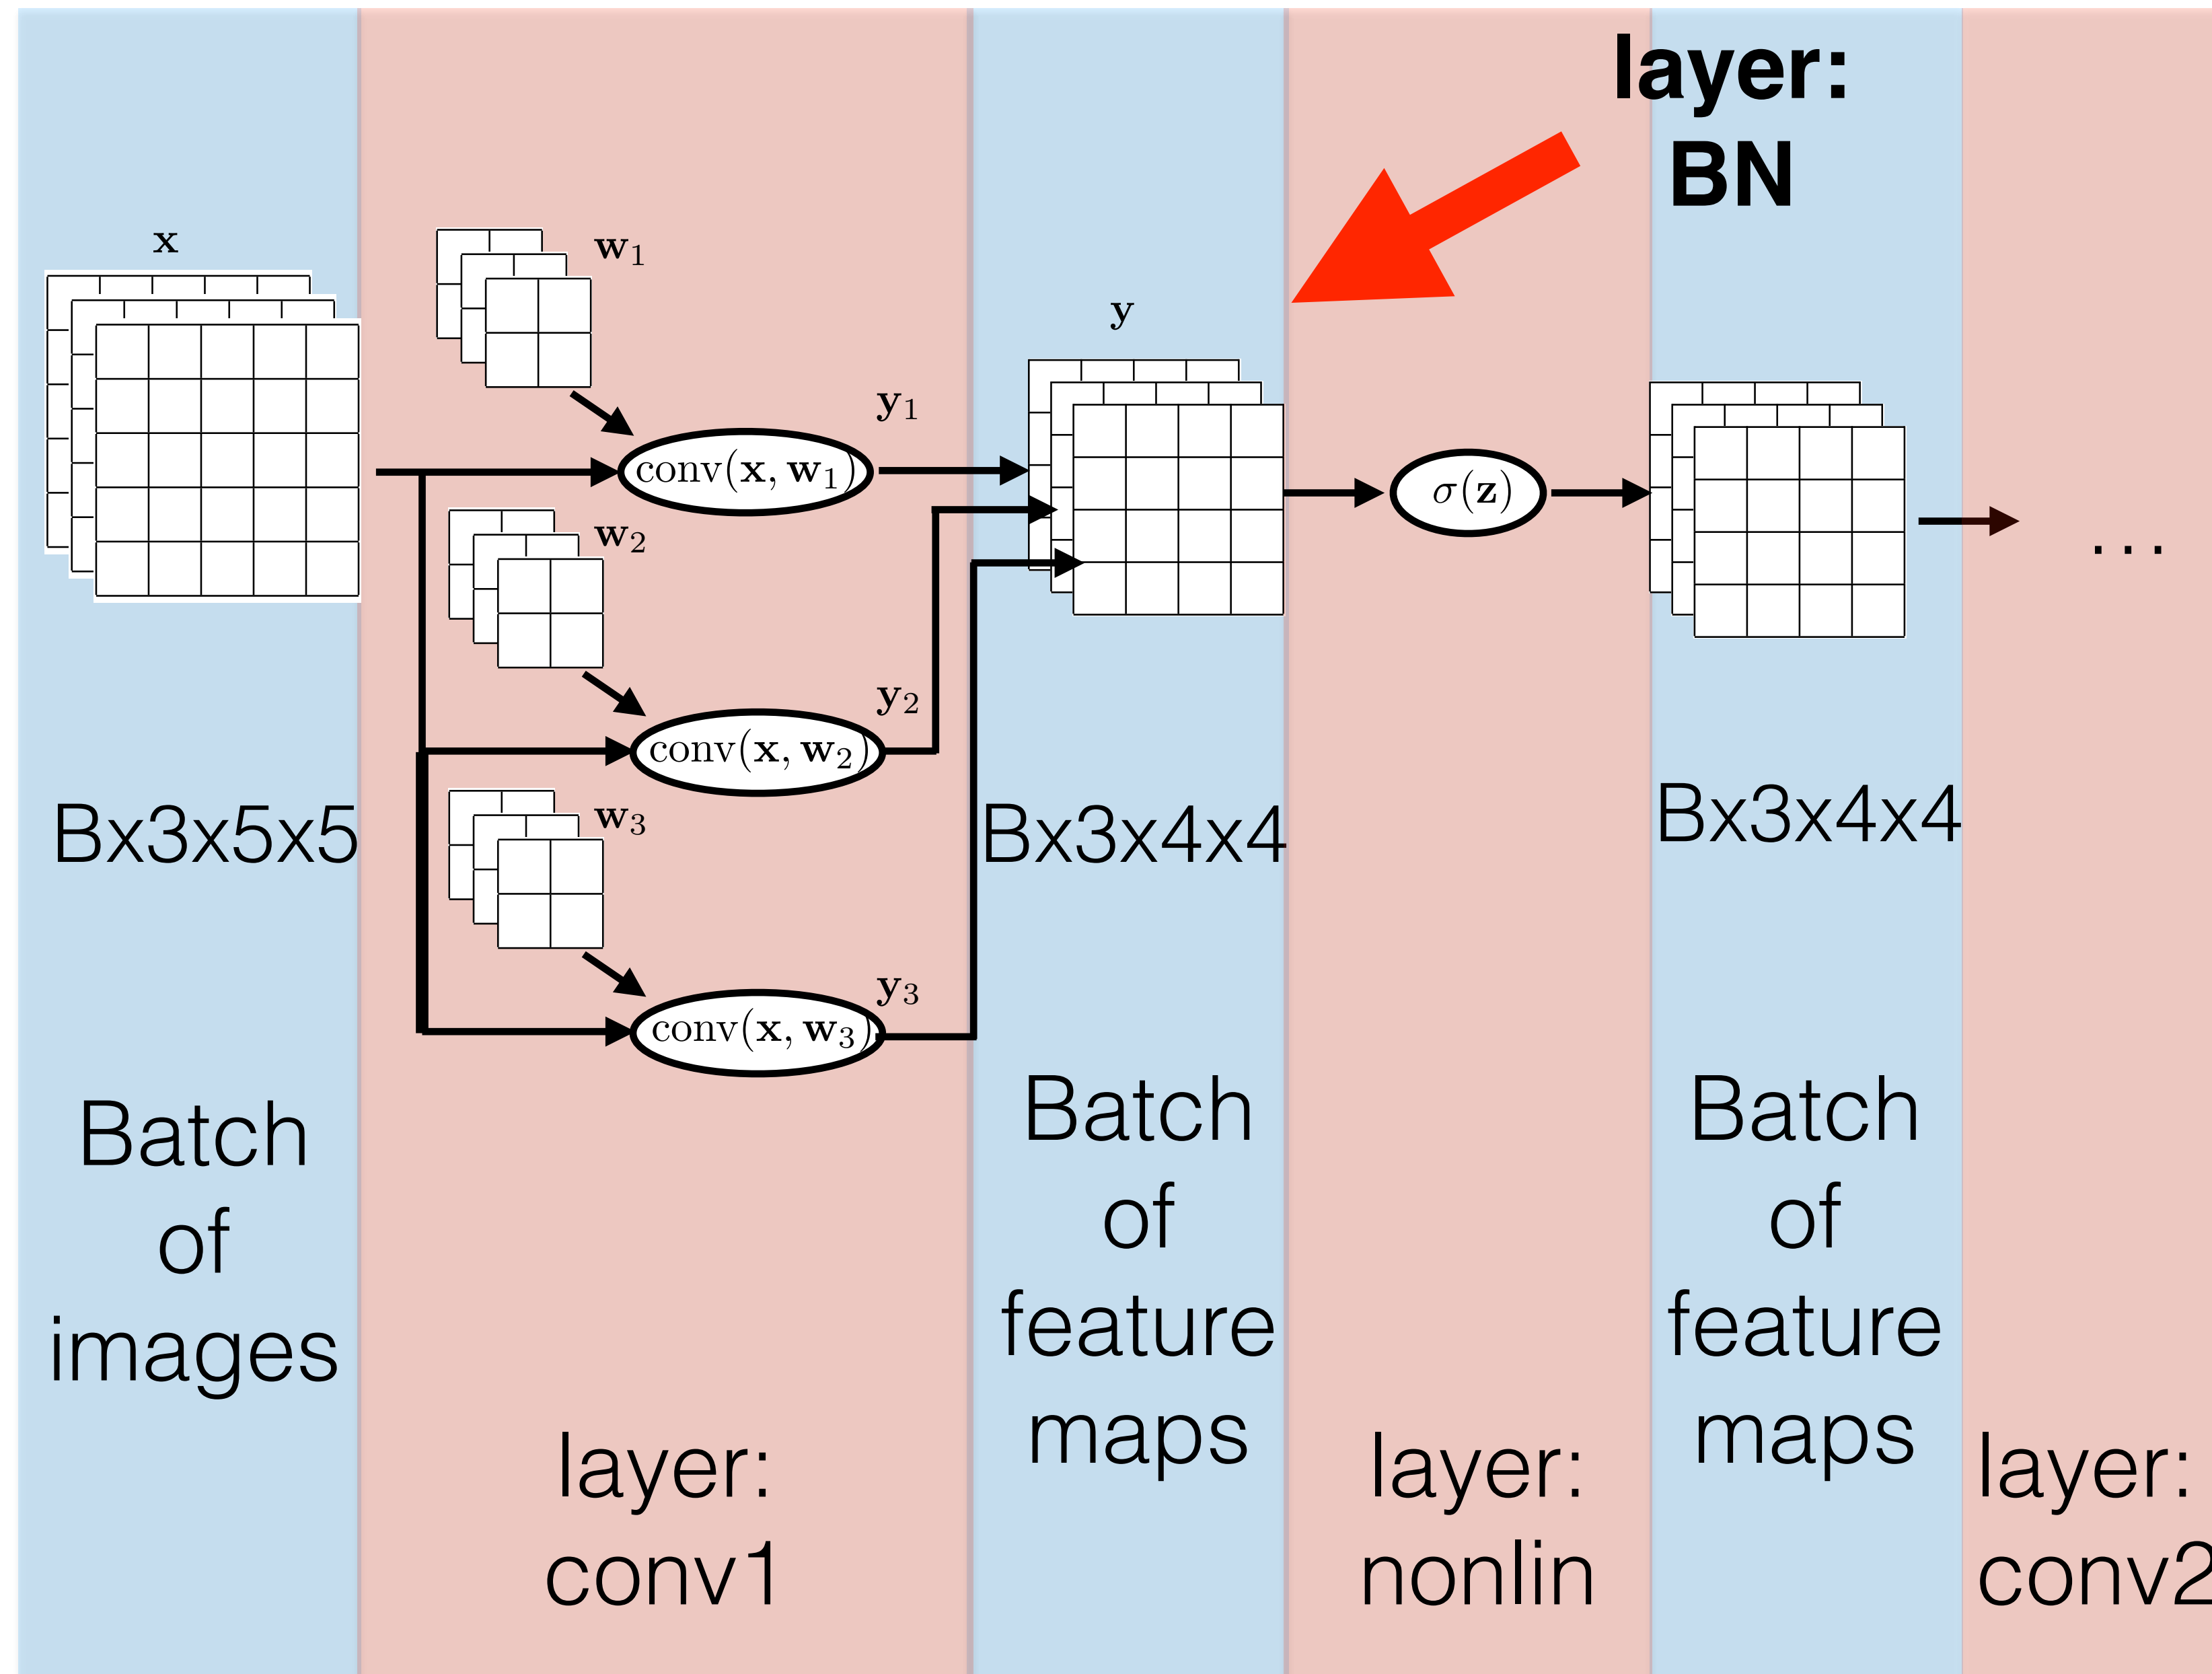 layer:
BN
x
w₁
y₁
conv(x, w₁)
w₂
y₂
conv(x, w₂)
w₃
y₃
conv(x, w₃)
y
σ(z)
...
Bx3x5x5
Bx3x4x4
Bx3x4x4
Batch
of
images
layer:
conv1
Batch
of
feature
maps
layer:
nonlin
Batch
of
feature
maps
layer:
conv2